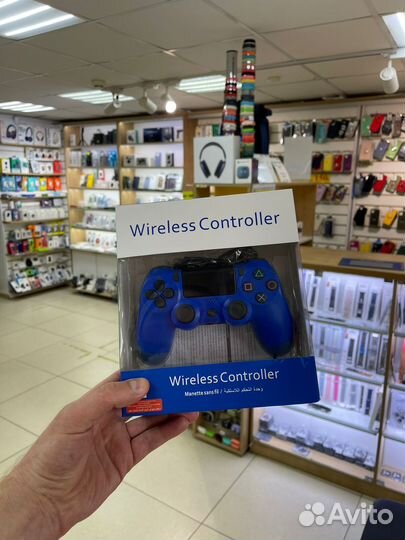 Wireless Controller
Wireless Controller
Manette sans fil / وحدة التحكم اللاسلكية
Avito